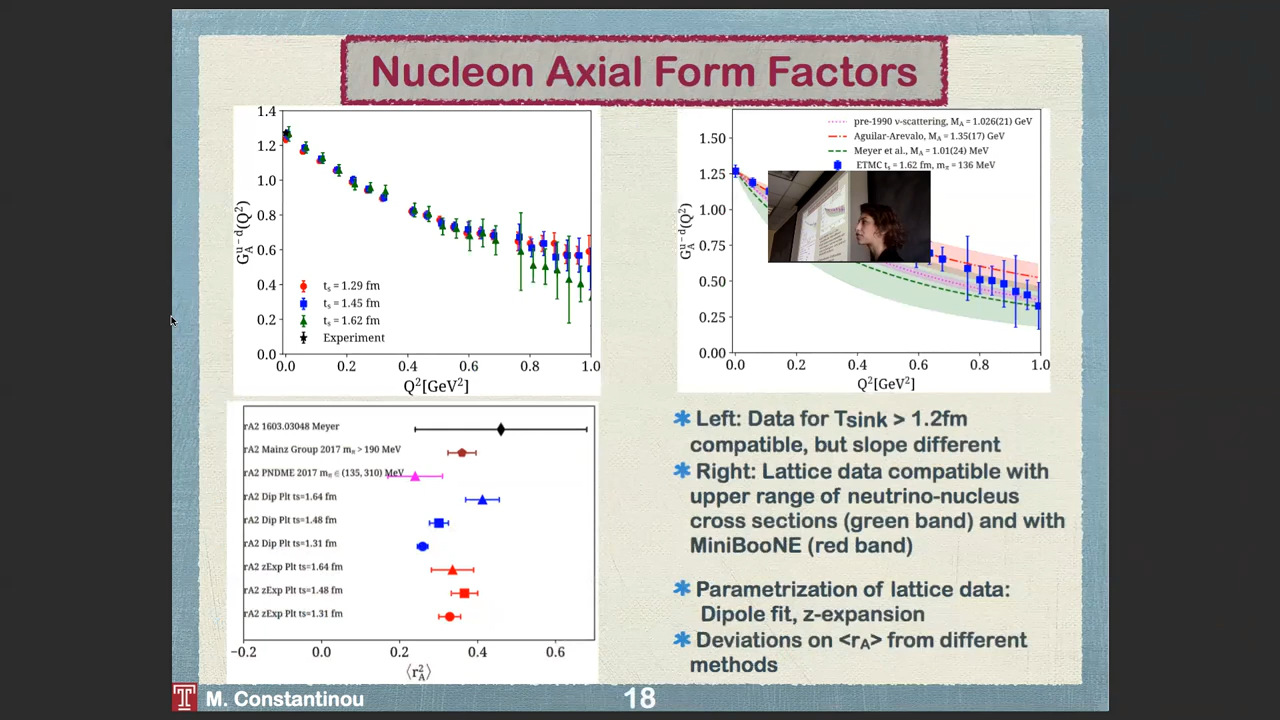 Nucleon Axial Form Factors
1.4
1.2
1.0
0.8
0.6
0.4
0.2
0.0
G_A^{u-d}(Q²)
t_s = 1.29 fm
t_s = 1.45 fm
t_s = 1.62 fm
Experiment
0.0 0.2 0.4 0.6 0.8 1.0
Q²[GeV²]
1.50
1.25
1.00
0.75
0.50
0.25
0.00
G_A^{u-d}(Q²)
pre-1990 ν-scattering, M_A = 1.026(21) GeV
Aguilar-Arevalo, M_A = 1.35(17) GeV
Meyer et al., M_A = 1.01(24) MeV
ETMC t_s = 1.62 fm, m_π = 136 MeV
0.0 0.2 0.4 0.6 0.8 1.0
Q²[GeV²]
rA2 1603.03048 Meyer
rA2 Mainz Group 2017 m_π > 190 MeV
rA2 PNDME 2017 m_π ∈ (135, 310) MeV
rA2 Dip Plt ts=1.64 fm
rA2 Dip Plt ts=1.48 fm
rA2 Dip Plt ts=1.31 fm
rA2 zExp Plt ts=1.64 fm
rA2 zExp Plt ts=1.48 fm
rA2 zExp Plt ts=1.31 fm
−0.2 0.0 0.2 0.4 0.6
⟨r_A²⟩
✱ Left: Data for Tsink > 1.2fm
compatible, but slope different
✱ Right: Lattice data compatible with
upper range of neutrino-nucleus
cross sections (green band) and with
MiniBooNE (red band)
✱ Parametrization of lattice data:
Dipole fit, z-expansion
✱ Deviations on <r_A> from different
methods
T M. Constantinou
18